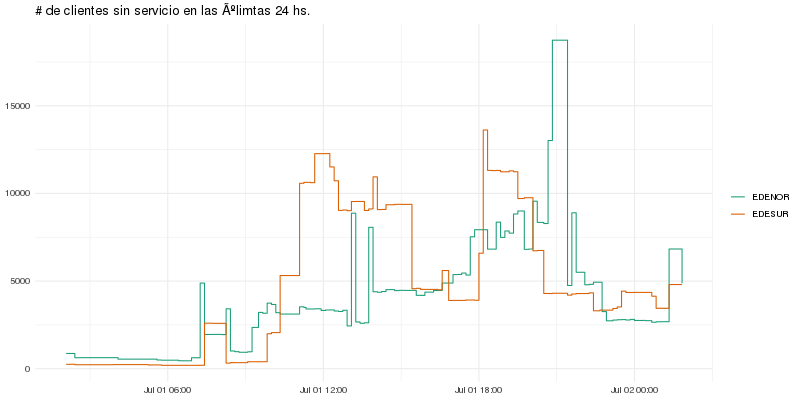 # de clientes sin servicio en las Ãºlimtas 24 hs.
15000
10000
5000
0
Jul 01 06:00
Jul 01 12:00
Jul 01 18:00
Jul 02 00:00
EDENOR
EDESUR